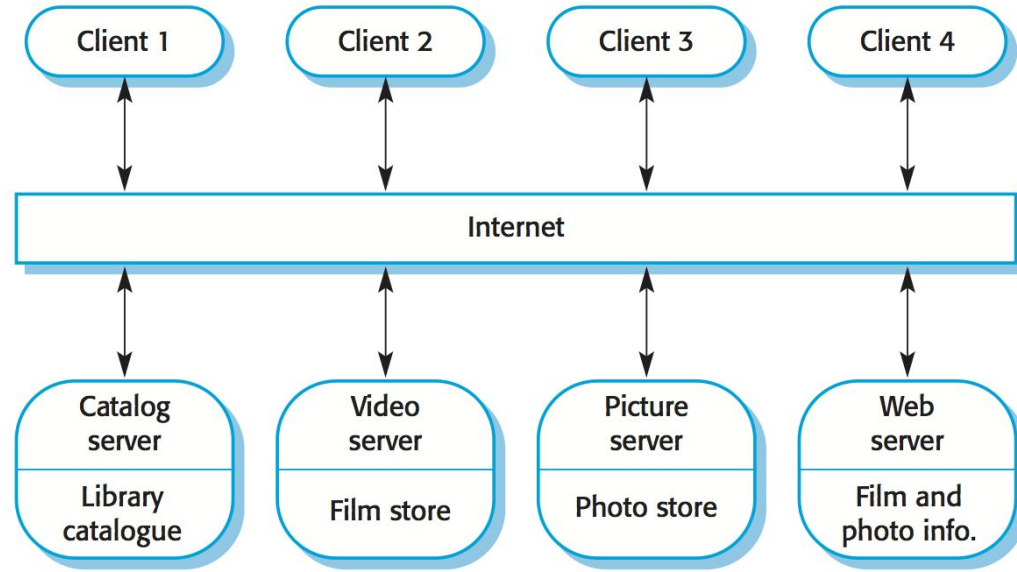 Client 1
Client 2
Client 3
Client 4
Internet
Catalog
server
Library
catalogue
Video
server
Film store
Picture
server
Photo store
Web
server
Film and
photo info.